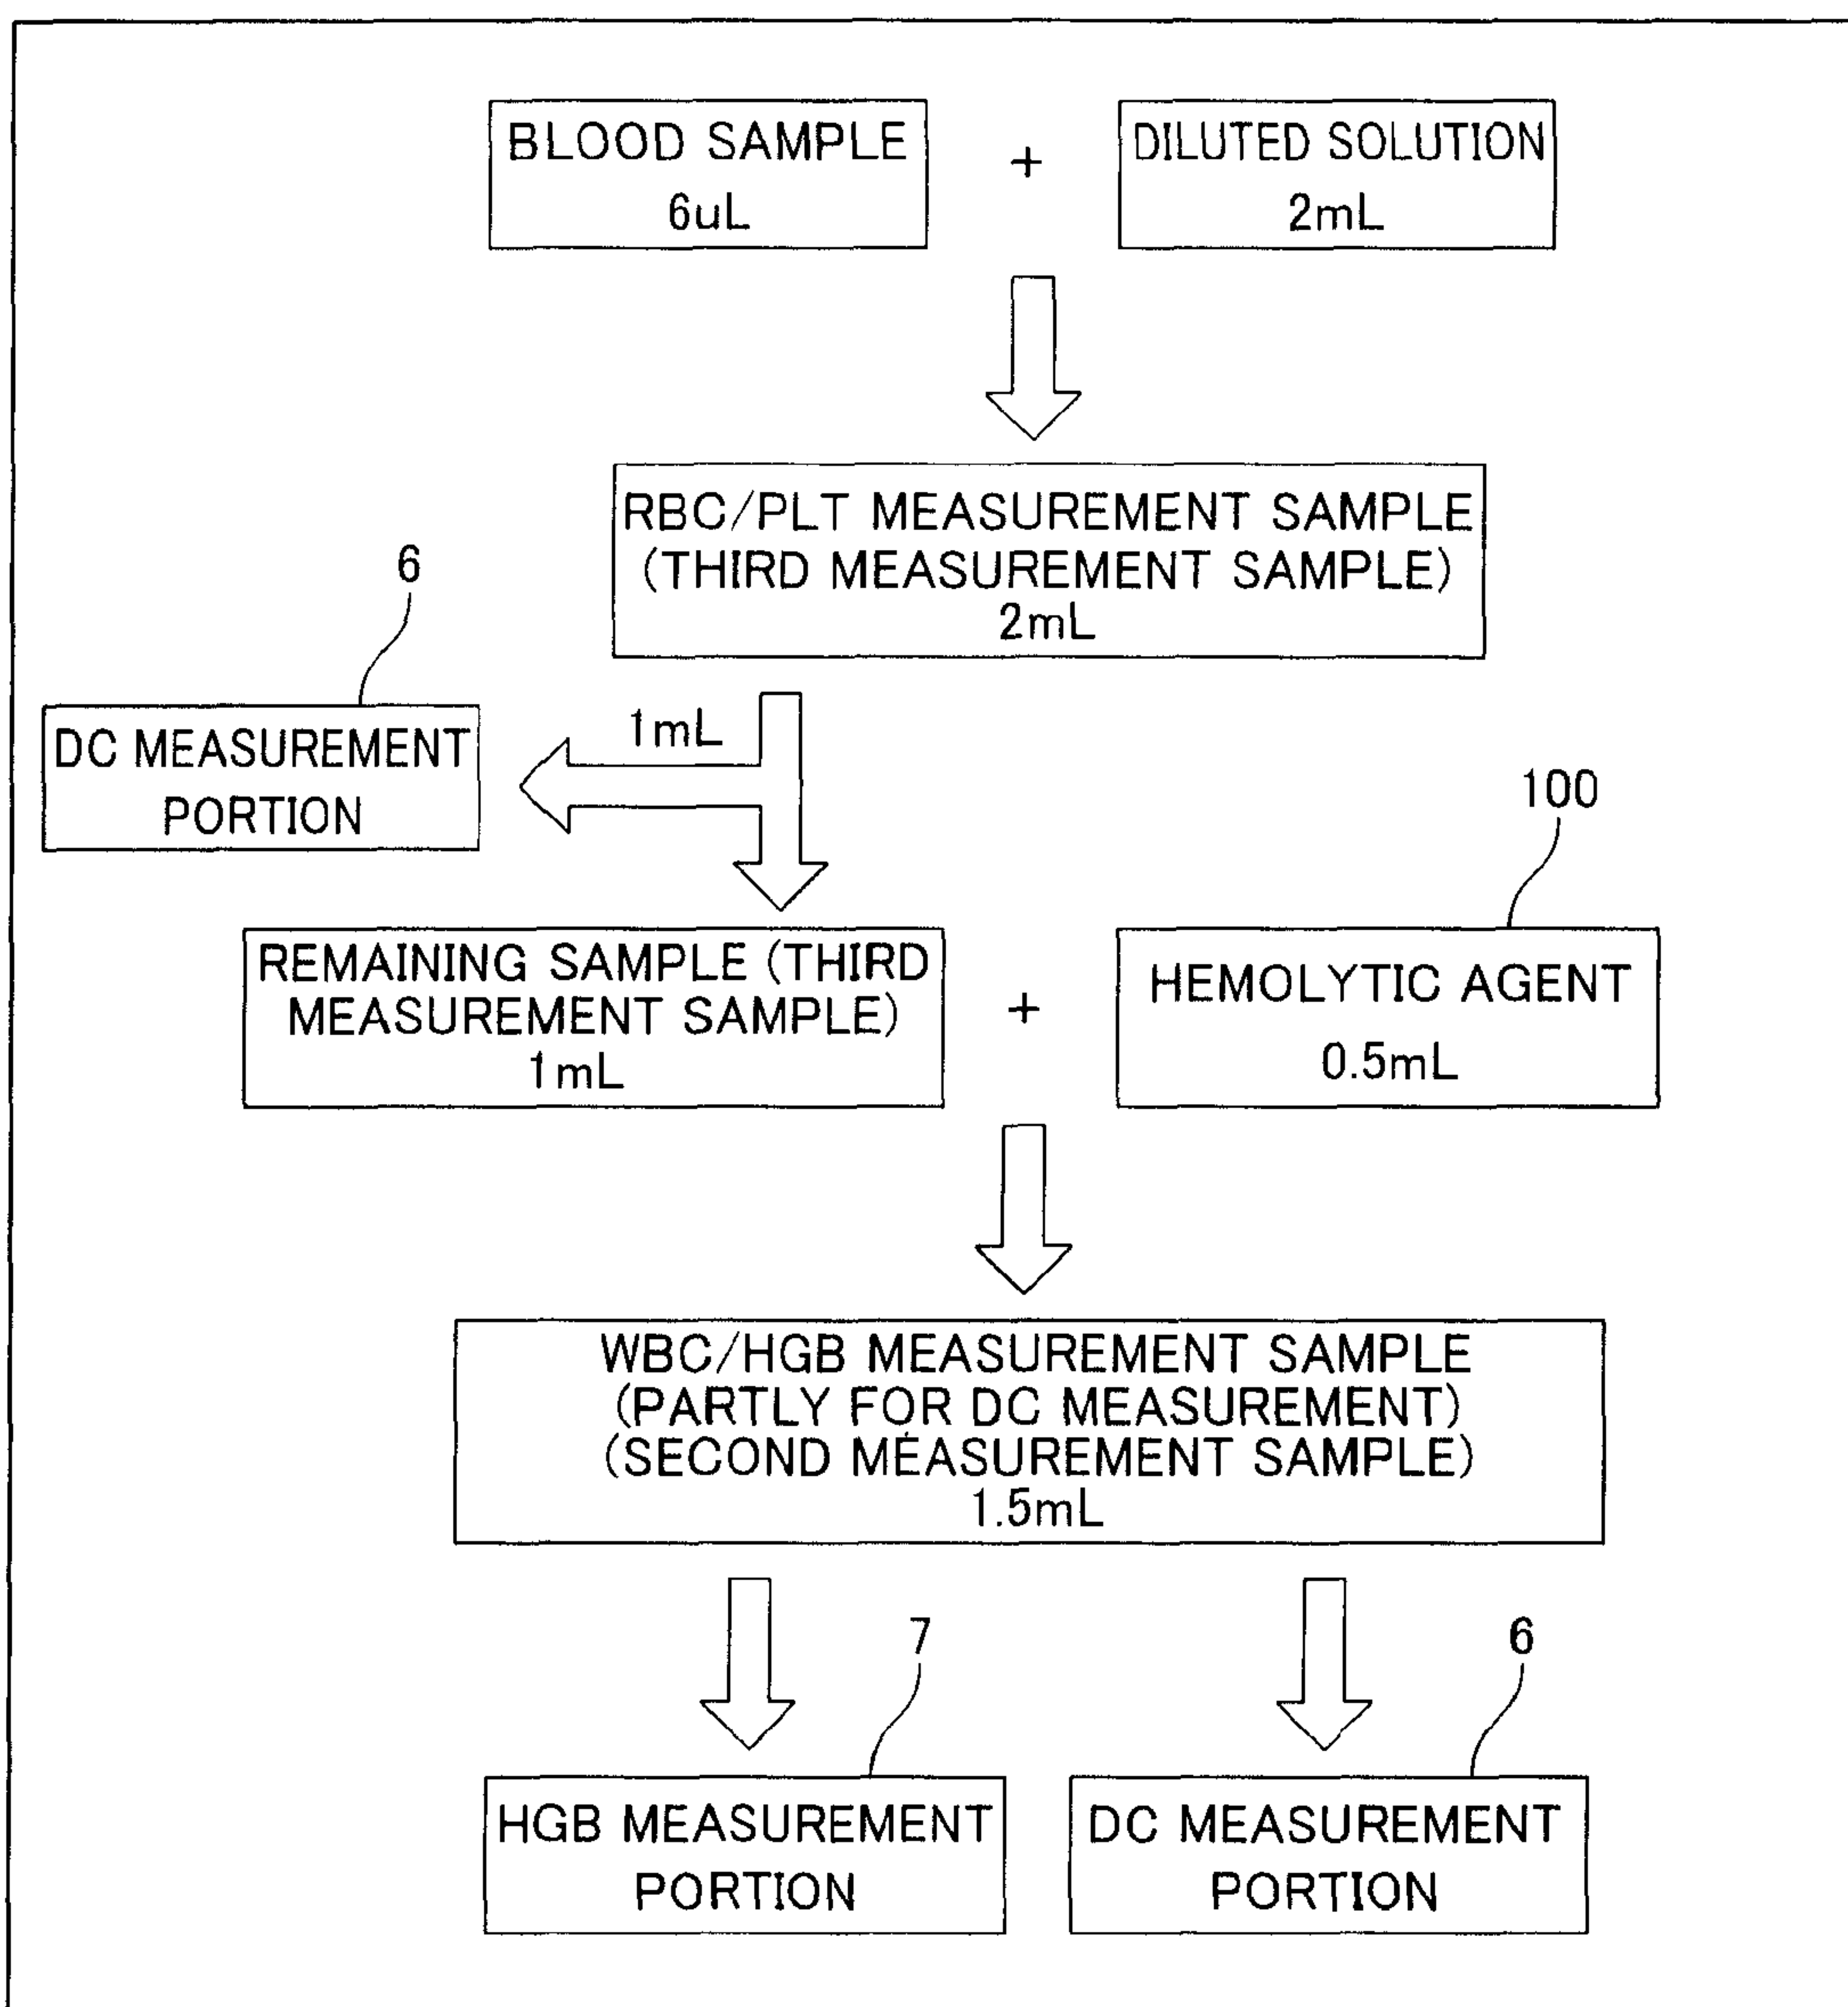 BLOOD SAMPLE
6uL
+
DILUTED SOLUTION
2mL
RBC/PLT MEASUREMENT SAMPLE
(THIRD MEASUREMENT SAMPLE)
2mL
6
DC MEASUREMENT
PORTION
1mL
100
REMAINING SAMPLE (THIRD
MEASUREMENT SAMPLE)
1mL
+
HEMOLYTIC AGENT
0.5mL
WBC/HGB MEASUREMENT SAMPLE
(PARTLY FOR DC MEASUREMENT)
(SECOND MEASUREMENT SAMPLE)
1.5mL
7
HGB MEASUREMENT
PORTION
6
DC MEASUREMENT
PORTION